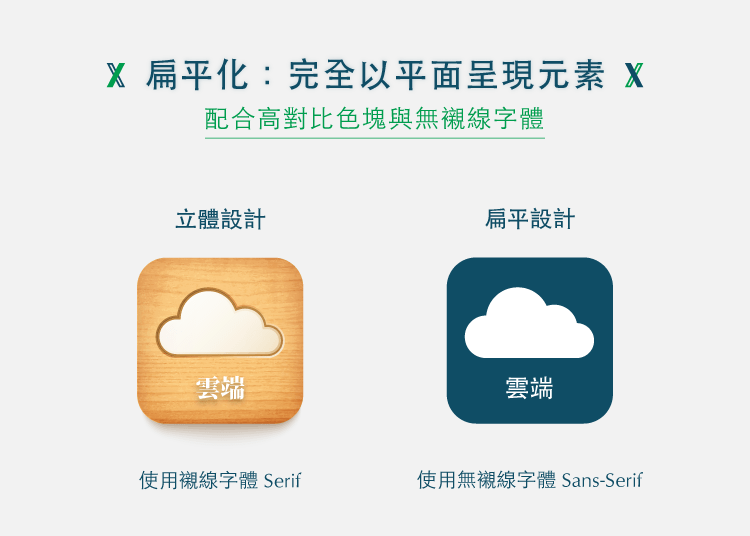 扁平化：完全以平面呈現元素
配合高對比色塊與無襯線字體
立體設計
扁平設計
雲端
雲端
使用襯線字體 Serif
使用無襯線字體 Sans-Serif